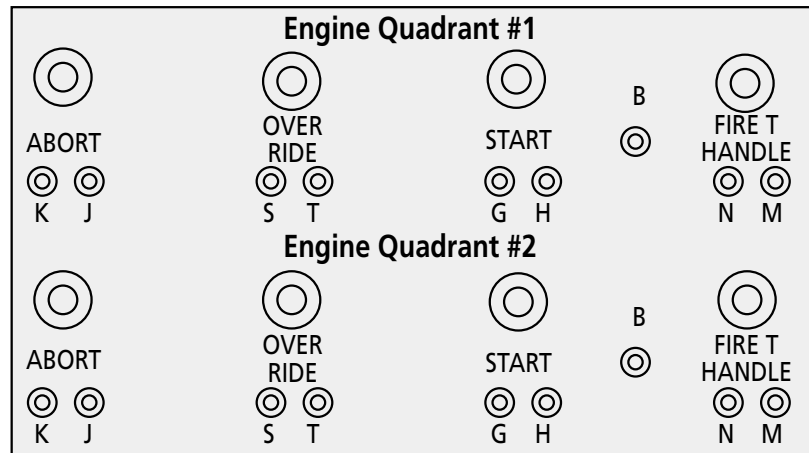 Engine Quadrant #1
ABORT
OVER
RIDE
START
B
FIRE T
HANDLE
K J S T G H N M
Engine Quadrant #2
ABORT
OVER
RIDE
START
B
FIRE T
HANDLE
K J S T G H N M